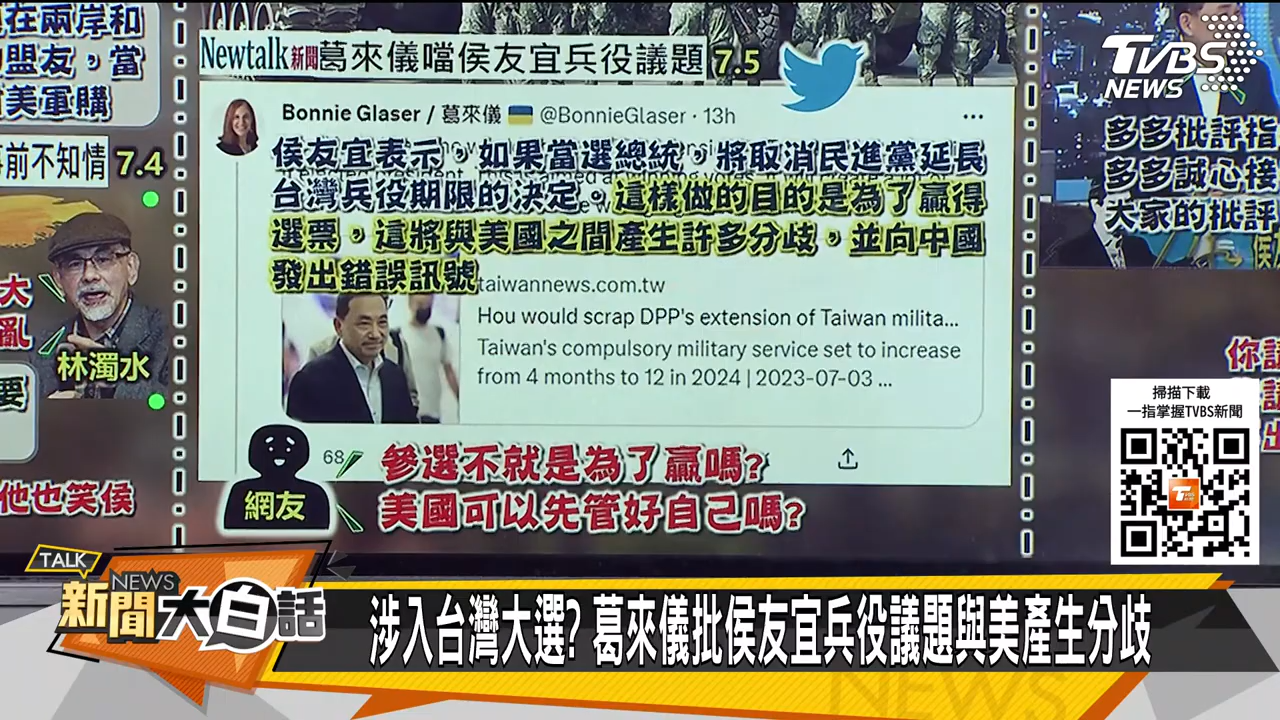 在兩岸和
盟友，當
美軍購
前不知情 7.4
大
亂
林濁水
要
他也笑侯
Newtalk新聞 葛來儀噹侯友宜兵役議題 7.5
Bonnie Glaser / 葛來儀 @BonnieGlaser · 13h
侯友宜表示，如果當選總統，將取消民進黨延長
台灣兵役期限的決定。這樣做的目的是為了贏得
選票，這將與美國之間產生許多分歧，並向中國
發出錯誤訊號
taiwannews.com.tw
Hou would scrap DPP's extension of Taiwan milita...
Taiwan's compulsory military service set to increase
from 4 months to 12 in 2024 | 2023-07-03 ...
68
網友
參選不就是為了贏嗎?
美國可以先管好自己嗎?
TVBS
NEWS
多多批評指
多多誠心接
大家的批評
掃描下載
一指掌握TVBS新聞
TALK
NEWS
新聞大白話
涉入台灣大選? 葛來儀批侯友宜兵役議題與美產生分歧
NEWS